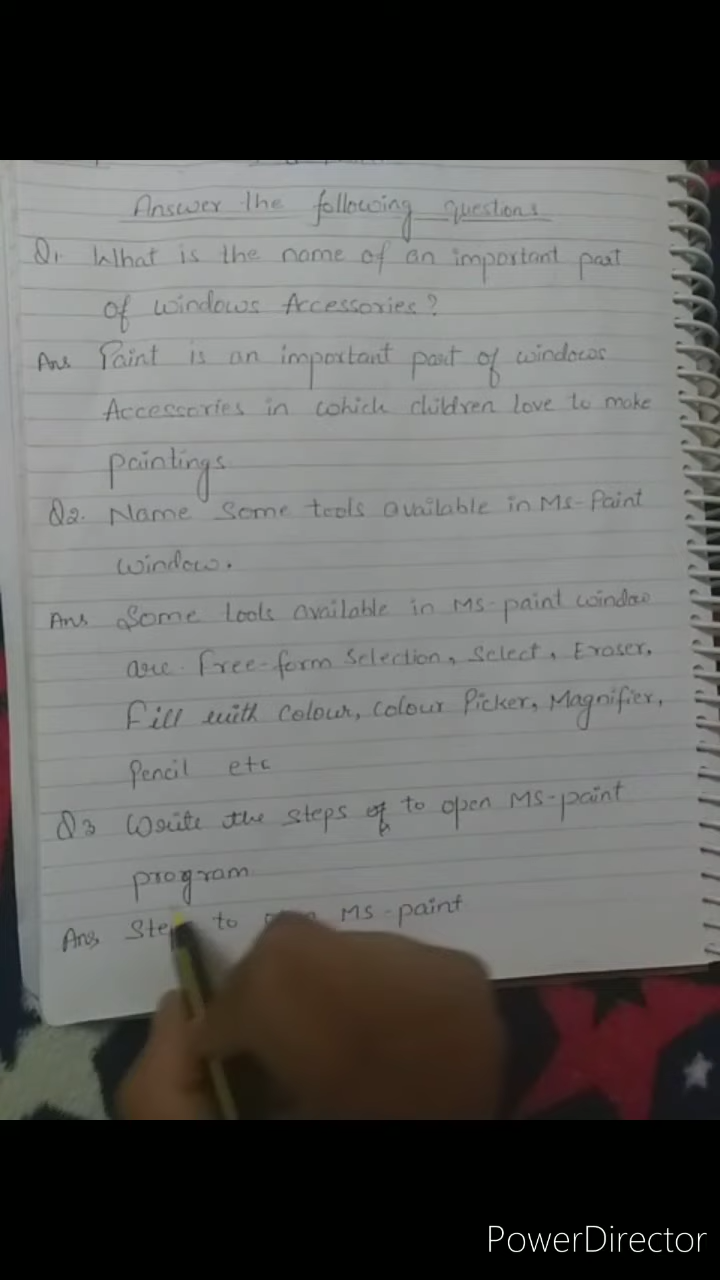 Answer the following questions
Q1. What is the name of an important part
of windows Accessories?
Ans Paint is an important part of windows
Accessories in which children love to make
paintings
Q2. Name Some tools available in MS-Paint
window.
Ans Some tools available in MS-paint window
are. Free-form Selection, Select, Eraser,
Fill with Colour, Colour Picker, Magnifier,
Pencil etc
Q3 Write the steps of to open MS-paint
program
Ans to MS-paint
PowerDirector